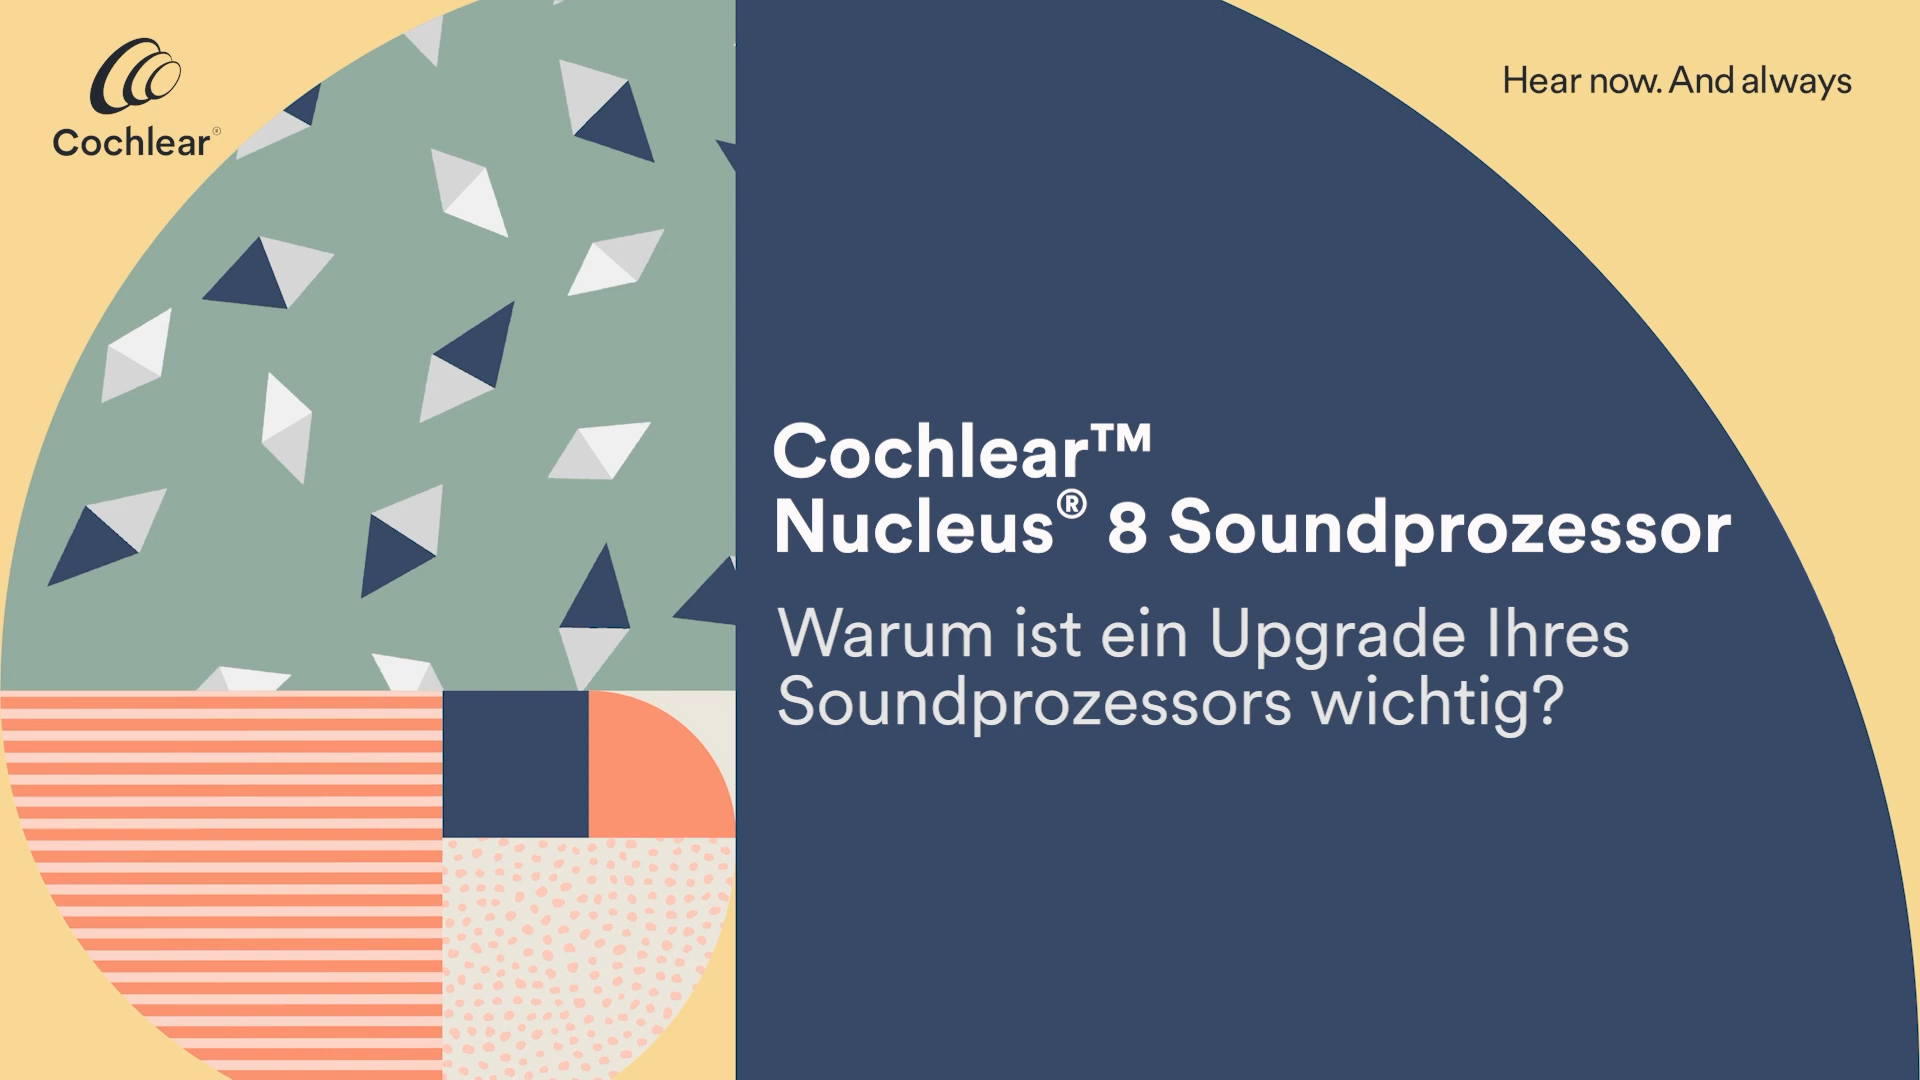 Cochlear®
Hear now. And always
Cochlear™
Nucleus® 8 Soundprozessor
Warum ist ein Upgrade Ihres
Soundprozessors wichtig?